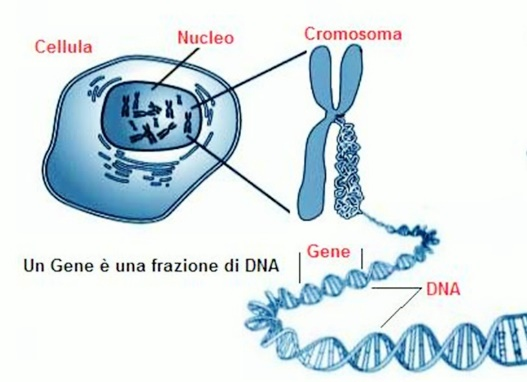 Cellula
Nucleo
Cromosoma
Gene
Un Gene è una frazione di DNA
DNA